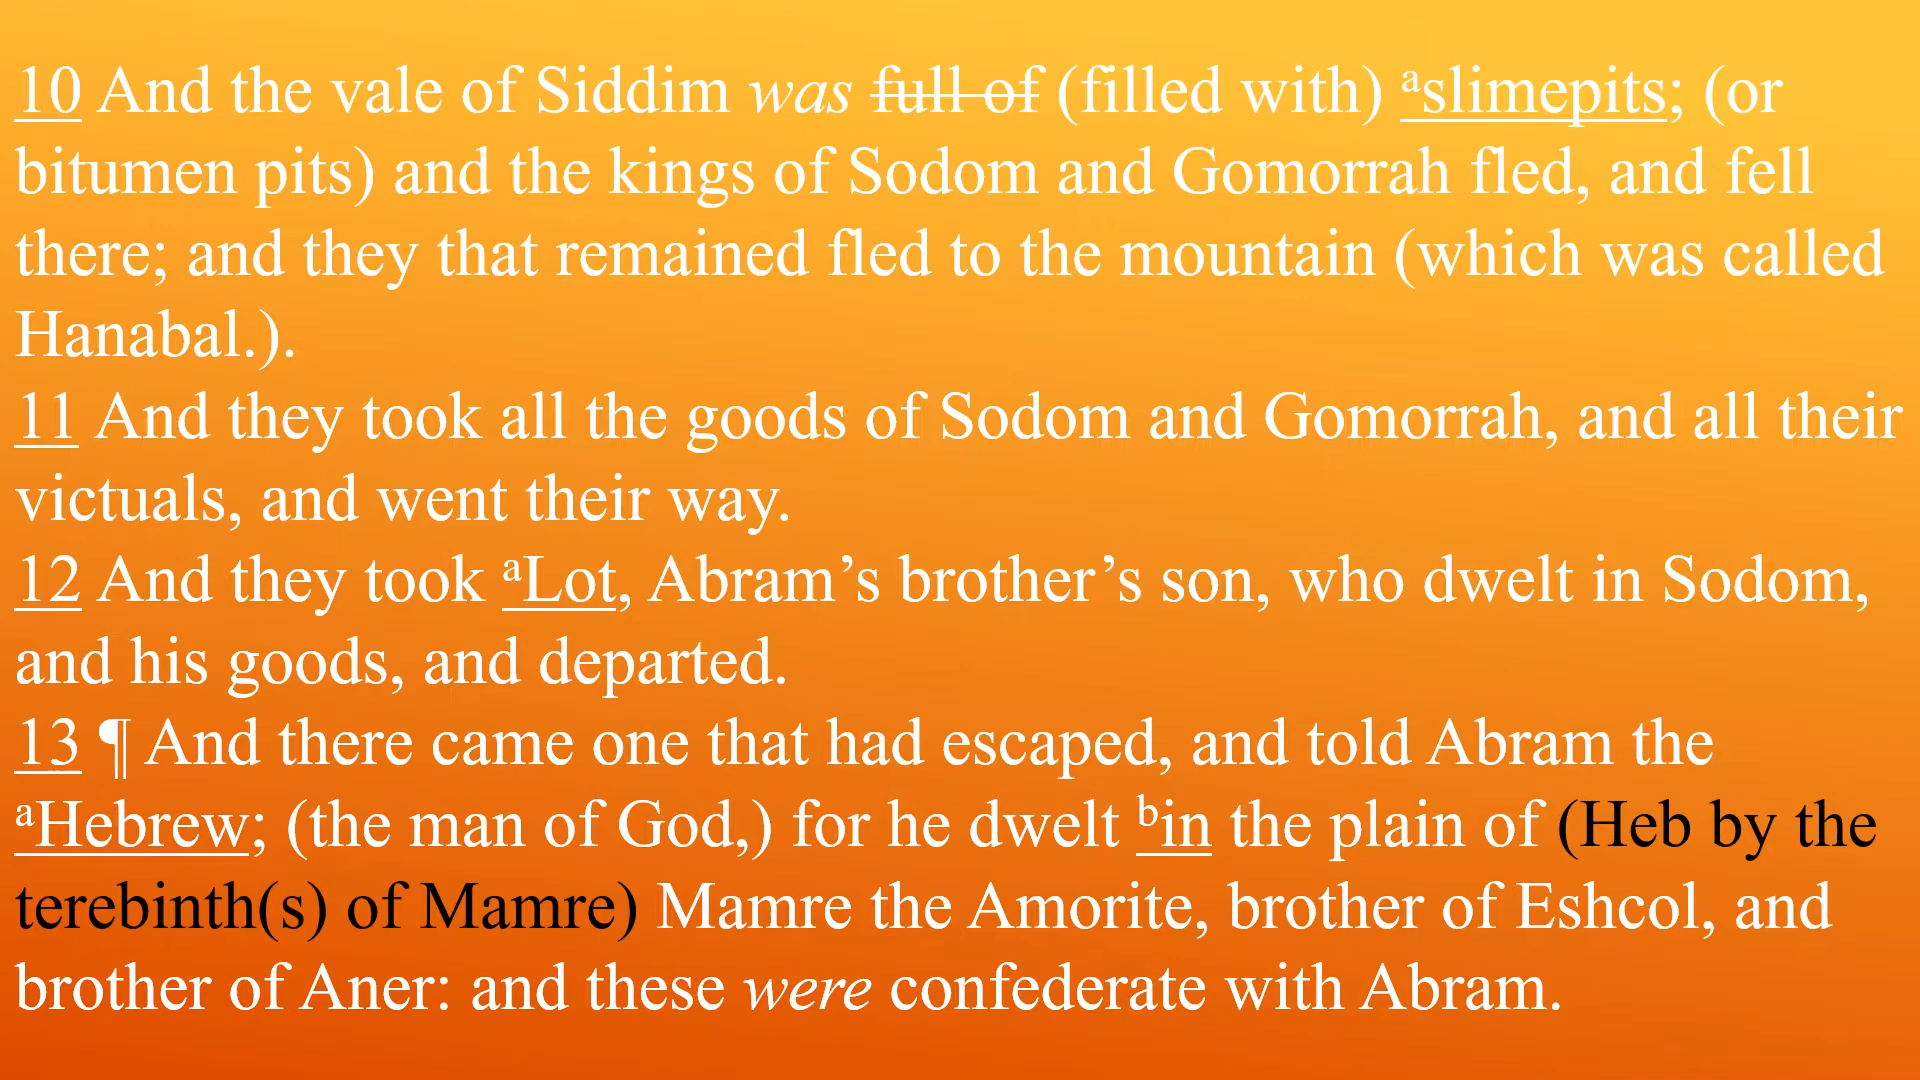 10 And the vale of Siddim was full of (filled with) aslimepits; (or
bitumen pits) and the kings of Sodom and Gomorrah fled, and fell
there; and they that remained fled to the mountain (which was called
Hanabal.).
11 And they took all the goods of Sodom and Gomorrah, and all their
victuals, and went their way.
12 And they took aLot, Abram’s brother’s son, who dwelt in Sodom,
and his goods, and departed.
13 ¶ And there came one that had escaped, and told Abram the
aHebrew; (the man of God,) for he dwelt bin the plain of (Heb by the
terebinth(s) of Mamre) Mamre the Amorite, brother of Eshcol, and
brother of Aner: and these were confederate with Abram.